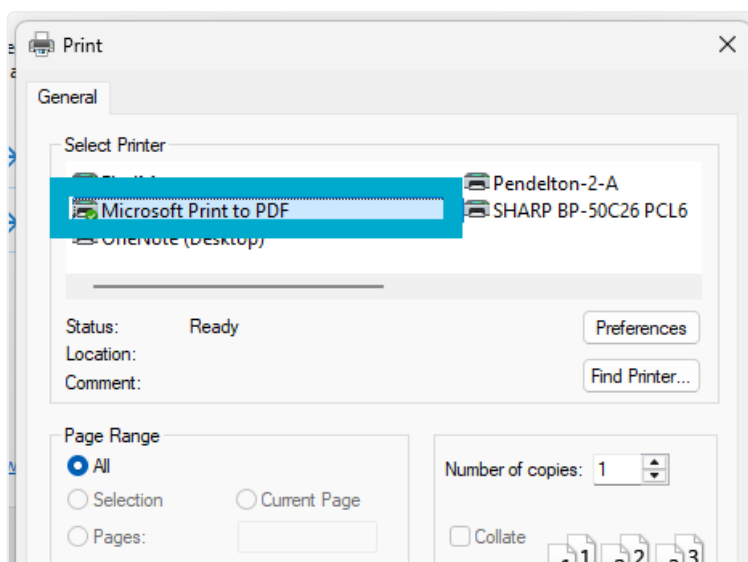 Print
General
Select Printer
Microsoft Print to PDF
OneNote (Desktop)
Pendelton-2-A
SHARP BP-50C26 PCL6
Status: Ready
Preferences
Location:
Comment:
Find Printer...
Page Range
All
Selection
Current Page
Pages:
Number of copies: 1
Collate
1 2 3